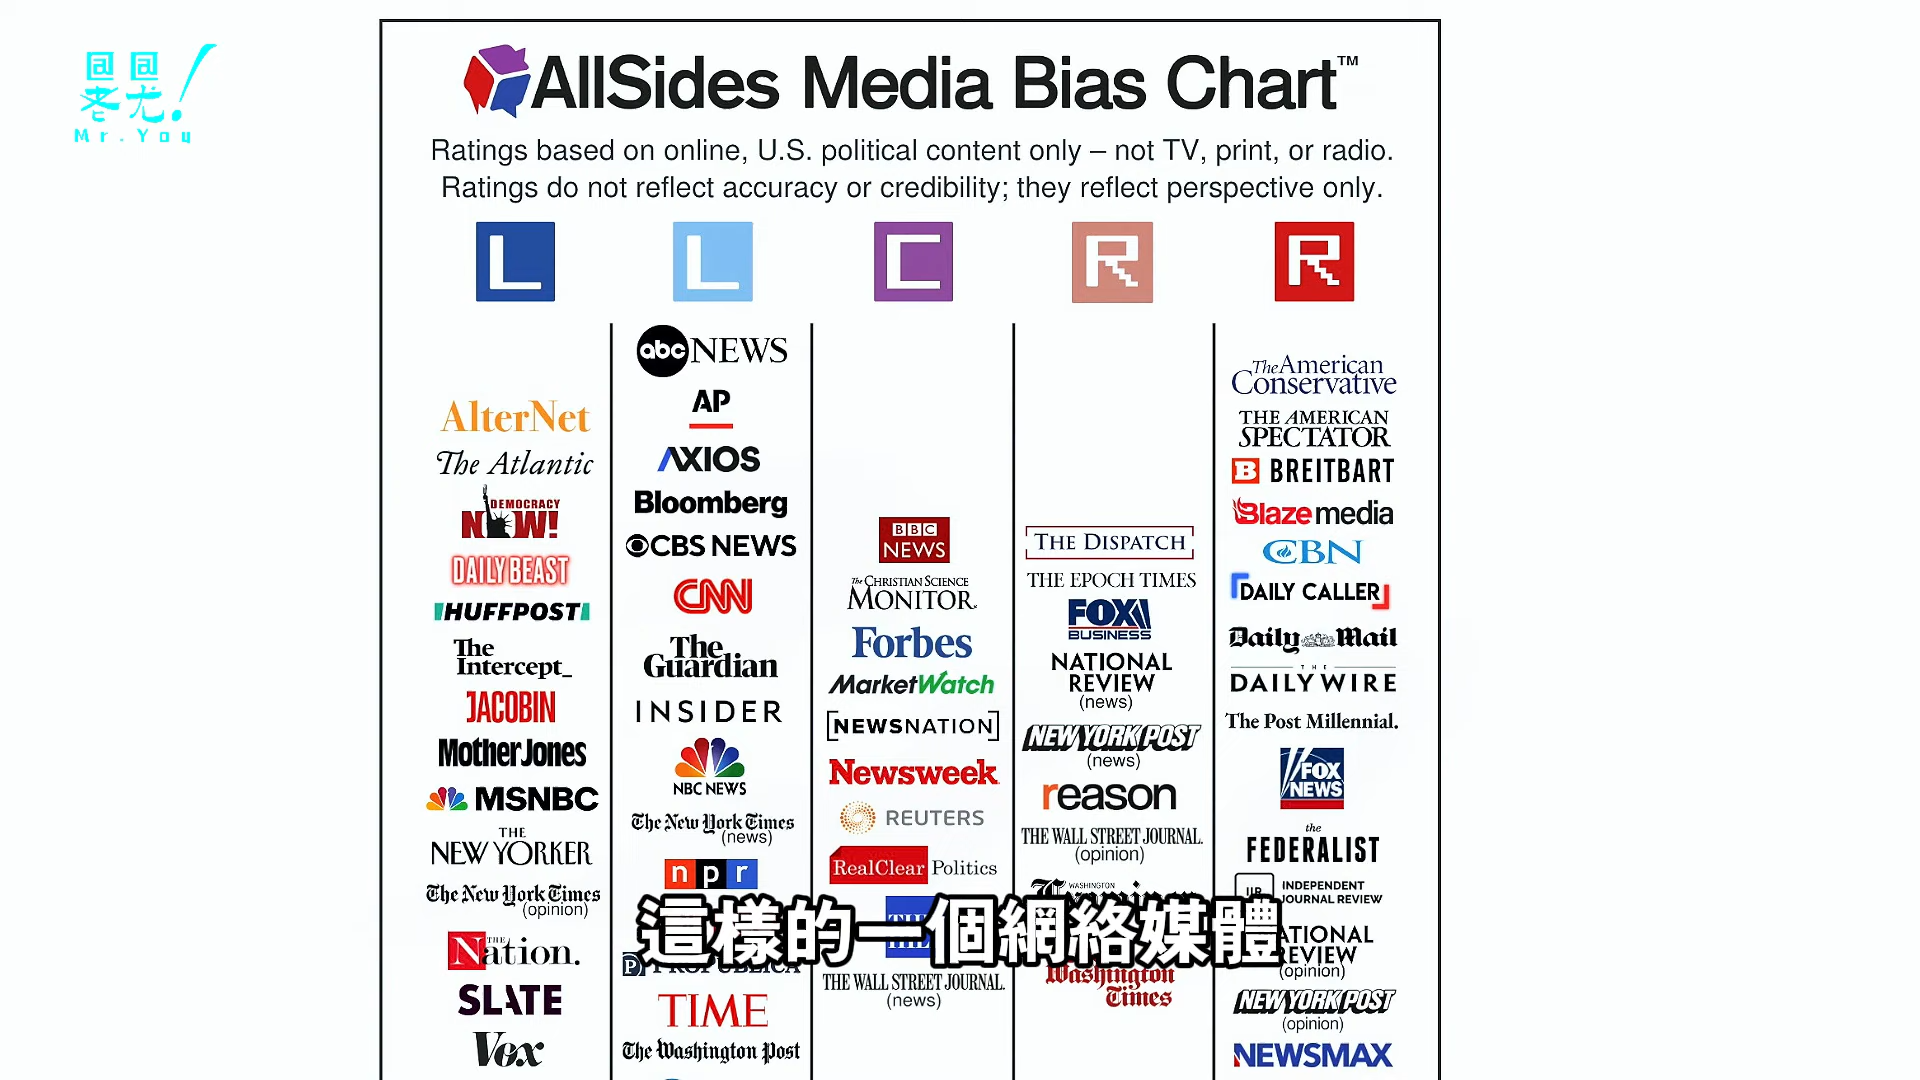 老尤!
Mr.You
AllSides Media Bias Chart™
Ratings based on online, U.S. political content only – not TV, print, or radio.
Ratings do not reflect accuracy or credibility; they reflect perspective only.
L
L
C
R
R
AlterNet
The Atlantic
DEMOCRACY
NOW!
DAILY BEAST
HUFFPOST
The
Intercept_
JACOBIN
Mother Jones
MSNBC
THE
NEW YORKER
The New York Times
(opinion)
THE
Nation.
SLATE
Vox
abc NEWS
AP
AXIOS
Bloomberg
CBS NEWS
CNN
The
Guardian
INSIDER
NBC NEWS
The New York Times
(news)
npr
PROPUBLICA
TIME
The Washington Post
BBC
NEWS
The CHRISTIAN SCIENCE
MONITOR
Forbes
MarketWatch
[NEWSNATION]
Newsweek
REUTERS
RealClear Politics
THE WALL STREET JOURNAL.
(news)
THE DISPATCH
THE EPOCH TIMES
FOX
BUSINESS
NATIONAL
REVIEW
(news)
NEW YORK POST
(news)
reason
THE WALL STREET JOURNAL.
(opinion)
WASHINGTON
Washington
Times
The American
Conservative
THE AMERICAN
SPECTATOR
B BREITBART
Blaze media
CBN
DAILY CALLER
Daily Mail
THE
DAILY WIRE
The Post Millennial.
FOX
NEWS
the
FEDERALIST
IJR INDEPENDENT
JOURNAL REVIEW
NATIONAL
REVIEW
(opinion)
NEW YORK POST
(opinion)
NEWSMAX
這樣的一個網絡媒體